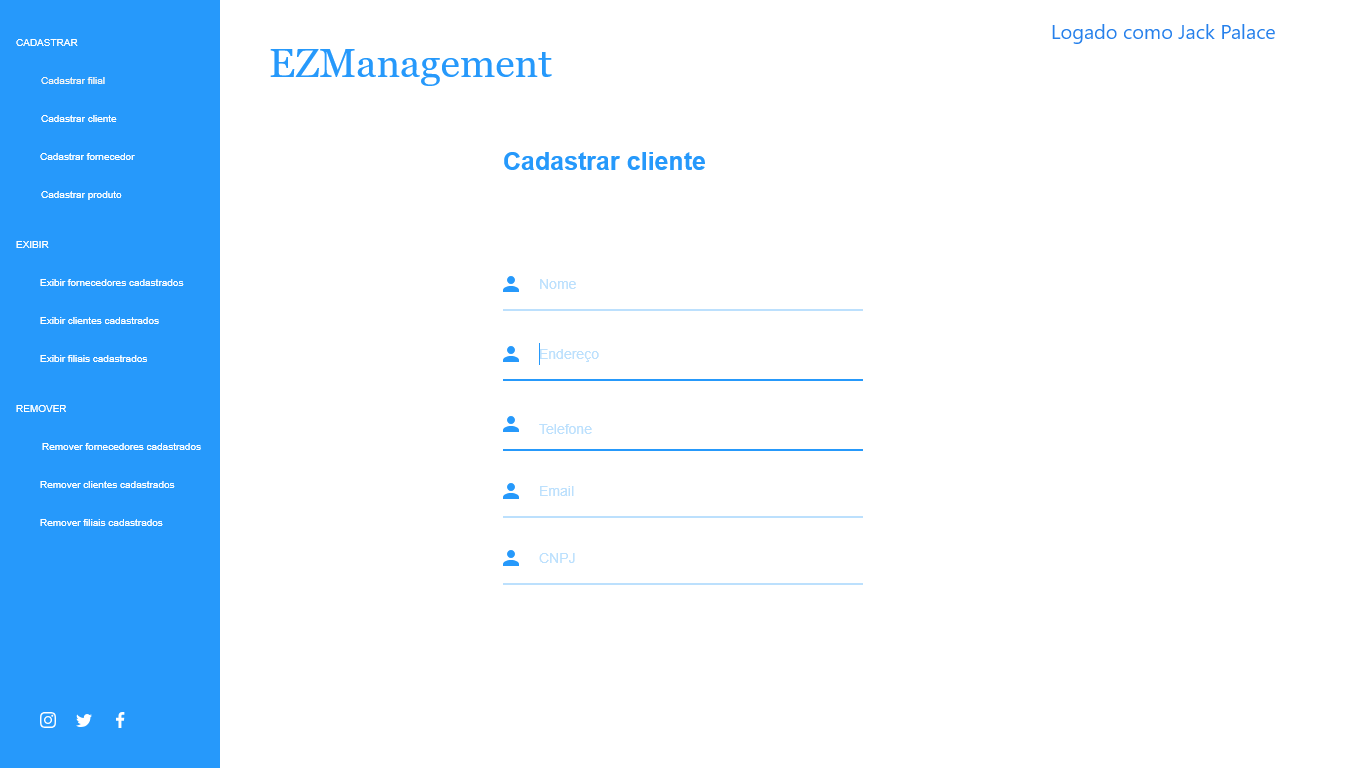 CADASTRAR
Cadastrar filial
Cadastrar cliente
Cadastrar fornecedor
Cadastrar produto
EXIBIR
Exibir fornecedores cadastrados
Exibir clientes cadastrados
Exibir filiais cadastrados
REMOVER
Remover fornecedores cadastrados
Remover clientes cadastrados
Remover filiais cadastrados
Logado como Jack Palace
EZManagement
Cadastrar cliente
Nome
Endereço
Telefone
Email
CNPJ